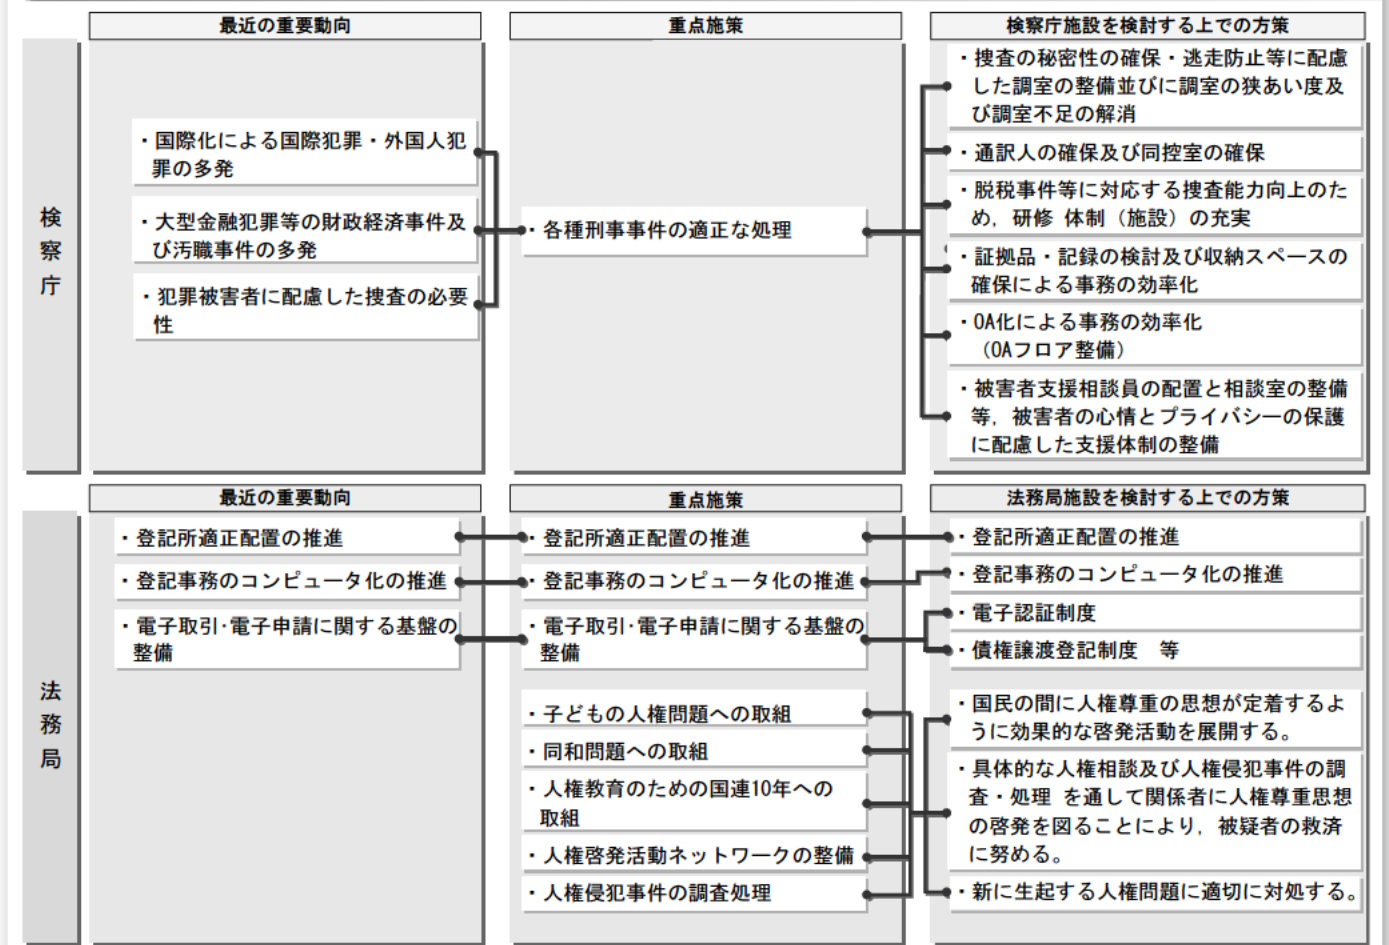 最近の重要動向
重点施策
検察庁施設を検討する上での方策
検察庁
・国際化による国際犯罪・外国人犯
罪の多発
・大型金融犯罪等の財政経済事件及
び汚職事件の多発
・犯罪被害者に配慮した捜査の必要
性
・各種刑事事件の適正な処理
・捜査の秘密性の確保・逃走防止等に配慮
した調室の整備並びに調室の狭あい度及
び調室不足の解消
・通訳人の確保及び同控室の確保
・脱税事件等に対応する捜査能力向上のた
め，研修 体制（施設）の充実
・証拠品・記録の検討及び収納スペースの
確保による事務の効率化
・OA化による事務の効率化
（OAフロア整備）
・被害者支援相談員の配置と相談室の整備
等，被害者の心情とプライバシーの保護
に配慮した支援体制の整備
最近の重要動向
重点施策
法務局施設を検討する上での方策
法務局
・登記所適正配置の推進
・登記事務のコンピュータ化の推進
・電子取引・電子申請に関する基盤の
整備
・登記所適正配置の推進
・登記事務のコンピュータ化の推進
・電子取引・電子申請に関する基盤の
整備
・子どもの人権問題への取組
・同和問題への取組
・人権教育のための国連10年への
取組
・人権啓発活動ネットワークの整備
・人権侵犯事件の調査処理
・登記所適正配置の推進
・登記事務のコンピュータ化の推進
・電子認証制度
・債権譲渡登記制度　等
・国民の間に人権尊重の思想が定着するよ
うに効果的な啓発活動を展開する。
・具体的な人権相談及び人権侵犯事件の調
査・処理 を通して関係者に人権尊重思想
の啓発を図ることにより，被疑者の救済
に努める。
・新に生起する人権問題に適切に対処する。